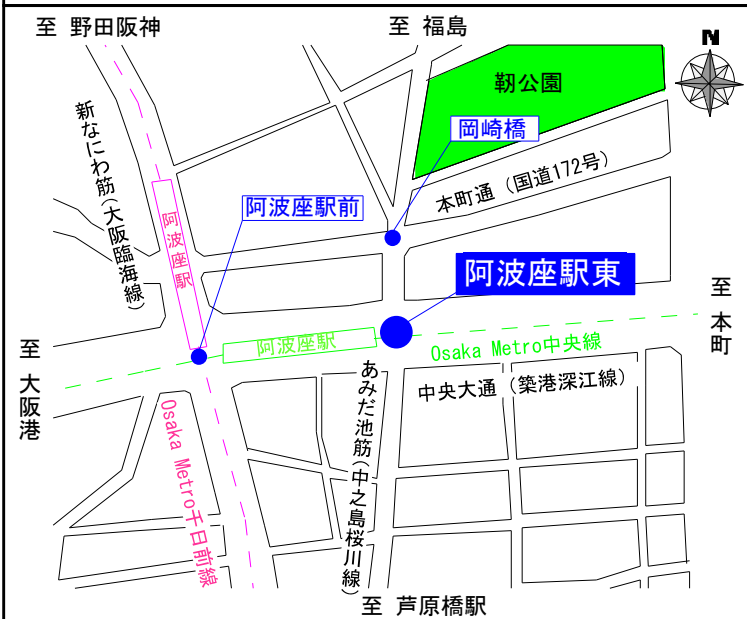 至 野田阪神
至 福島
N
靭公園
岡崎橋
新なにわ筋(大阪臨海線)
本町通（国道172号）
阿波座駅前
阿波座駅
阿波座駅東
至 本町
阿波座駅
Osaka Metro中央線
至 大阪港
中央大通（築港深江線）
あみだ池筋(中之島桜川線)
Osaka Metro千日前線
至 芦原橋駅